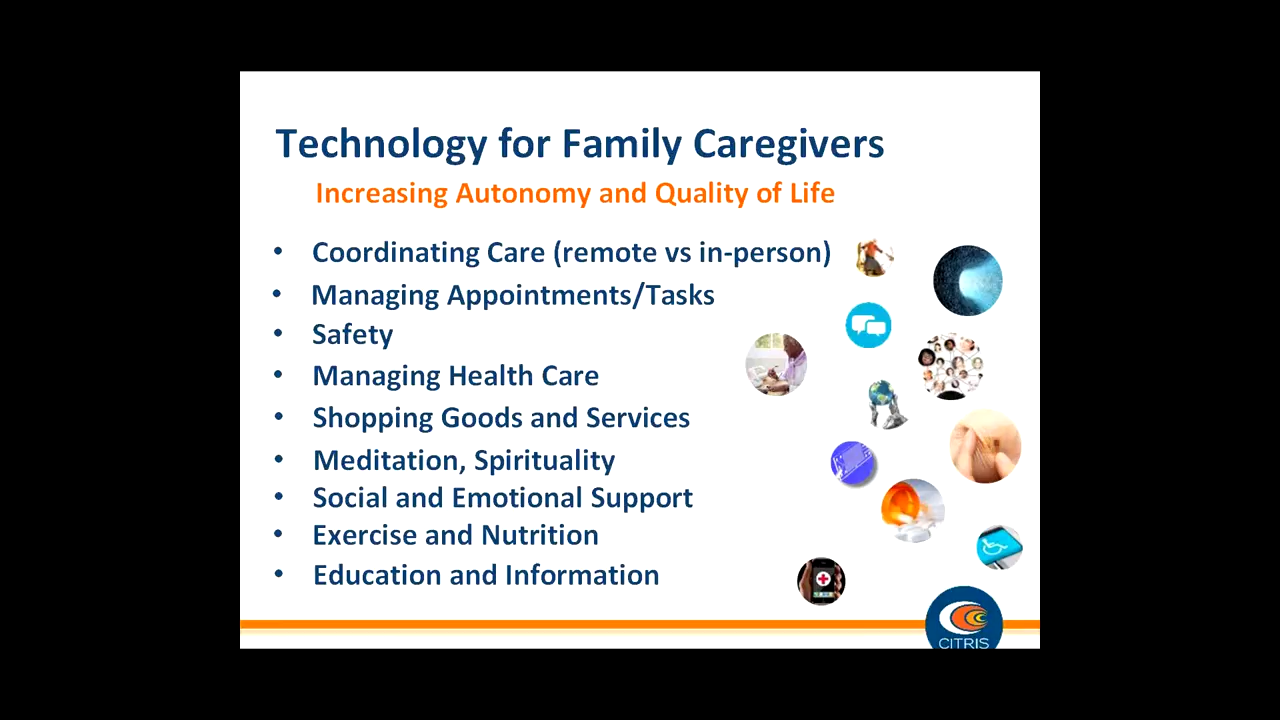 Technology for Family Caregivers
Increasing Autonomy and Quality of Life
• Coordinating Care (remote vs in-person)
• Managing Appointments/Tasks
• Safety
• Managing Health Care
• Shopping Goods and Services
• Meditation, Spirituality
• Social and Emotional Support
• Exercise and Nutrition
• Education and Information
CITRIS